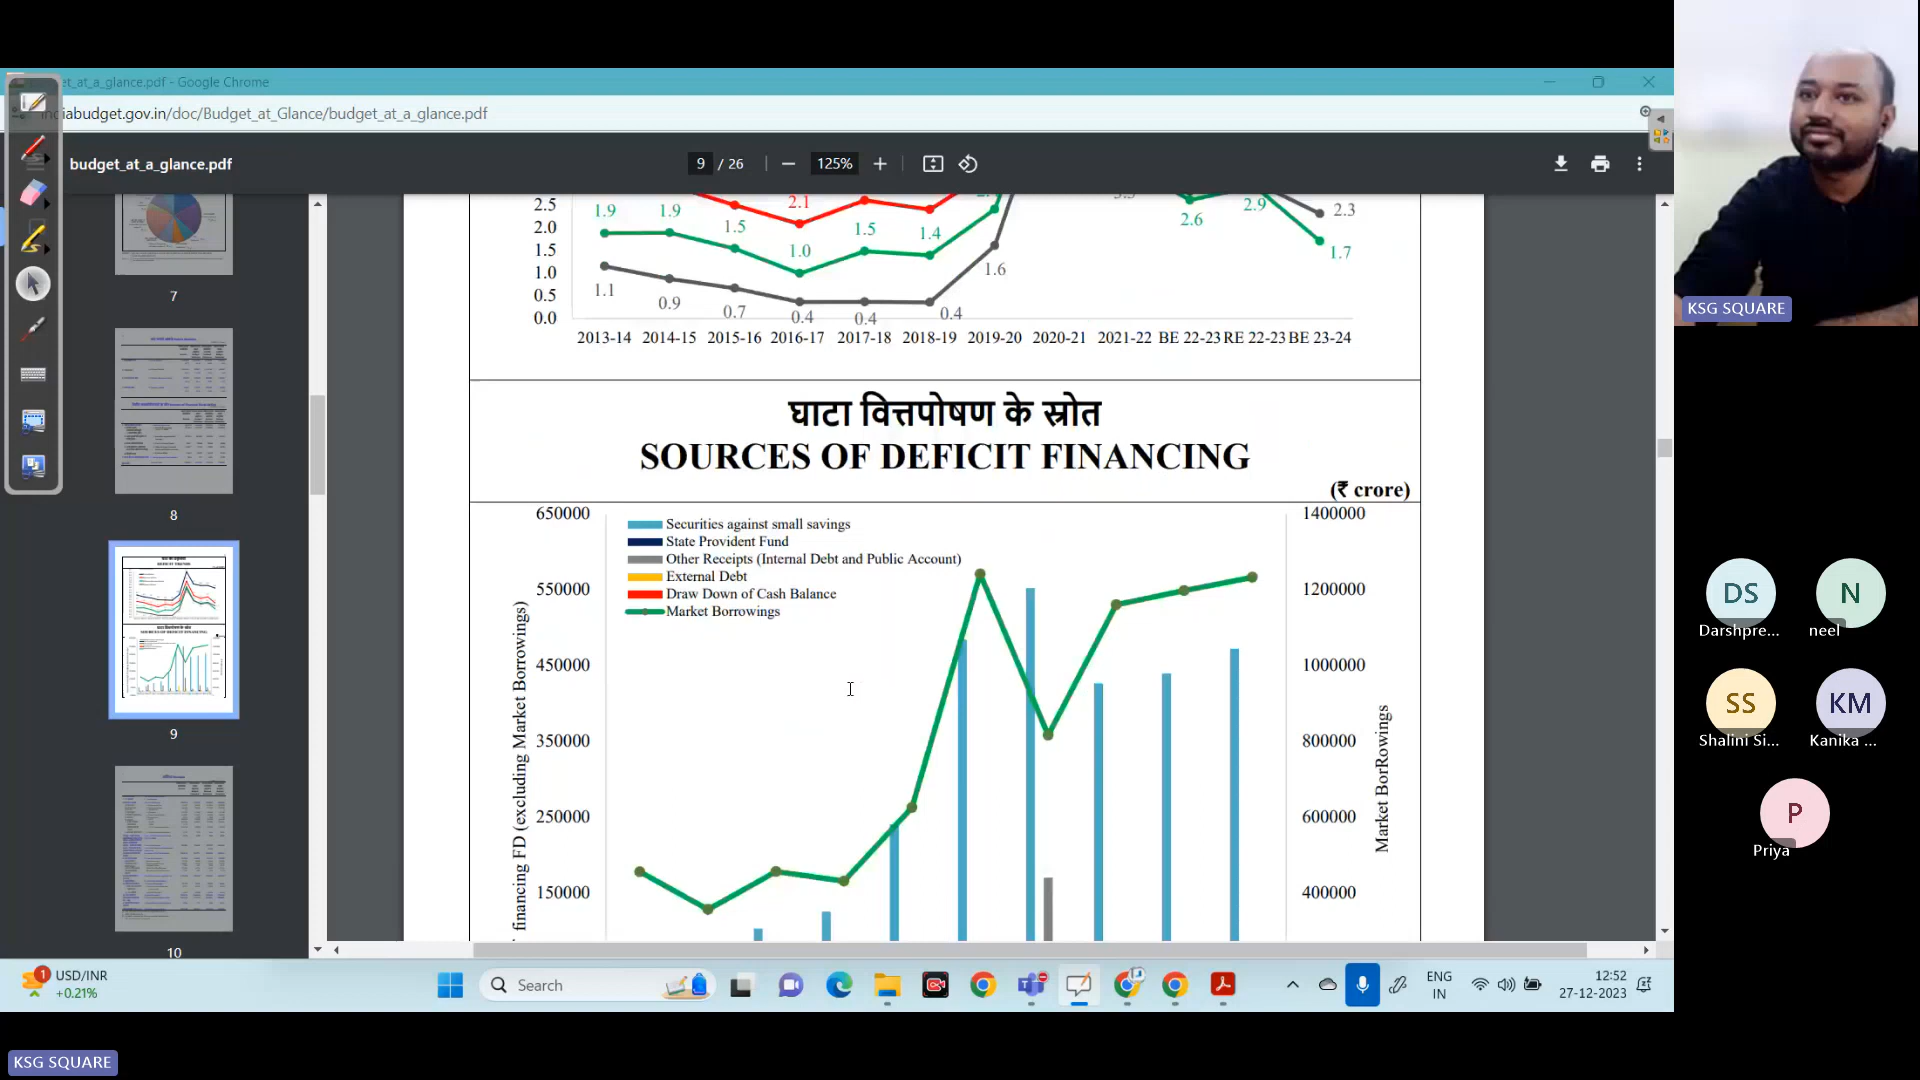 et_at_a_glance.pdf - Google Chrome
indiabudget.gov.in/doc/Budget_at_Glance/budget_at_a_glance.pdf
budget_at_a_glance.pdf
9 / 26
125%
7
8
9
10
2.5
2.0
1.5
1.0
0.5
0.0
1.9
1.9
1.5
1.0
1.5
1.4
2.1
2.6
2.9
2.3
1.7
1.1
0.9
0.7
0.4
0.4
0.4
1.6
2013-14 2014-15 2015-16 2016-17 2017-18 2018-19 2019-20 2020-21 2021-22 BE 22-23 RE 22-23 BE 23-24
घाटा वित्तपोषण के स्रोत
SOURCES OF DEFICIT FINANCING
(₹ crore)
Securities against small savings
State Provident Fund
Other Receipts (Internal Debt and Public Account)
External Debt
Draw Down of Cash Balance
Market Borrowings
650000
550000
450000
350000
250000
150000
financing FD (excluding Market Borrowings)
1400000
1200000
1000000
800000
600000
400000
Market BorRowings
KSG SQUARE
DS
Darshpre...
N
neel
SS
Shalini Si...
KM
Kanika ...
P
Priya
1
USD/INR
+0.21%
Search
ENG
IN
12:52
27-12-2023
KSG SQUARE